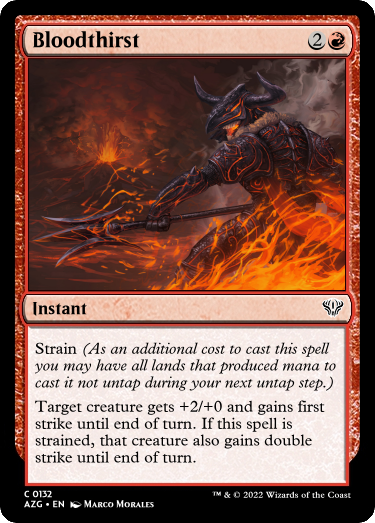 Bloodthirst 2
Instant
Strain (As an additional cost to cast this spell
you may have all lands that produced mana to
cast it not untap during your next untap step.)
Target creature gets +2/+0 and gains first
strike until end of turn. If this spell is
strained, that creature also gains double
strike until end of turn.
C 0132
AZG • EN Marco Morales
™ & © 2022 Wizards of the Coast